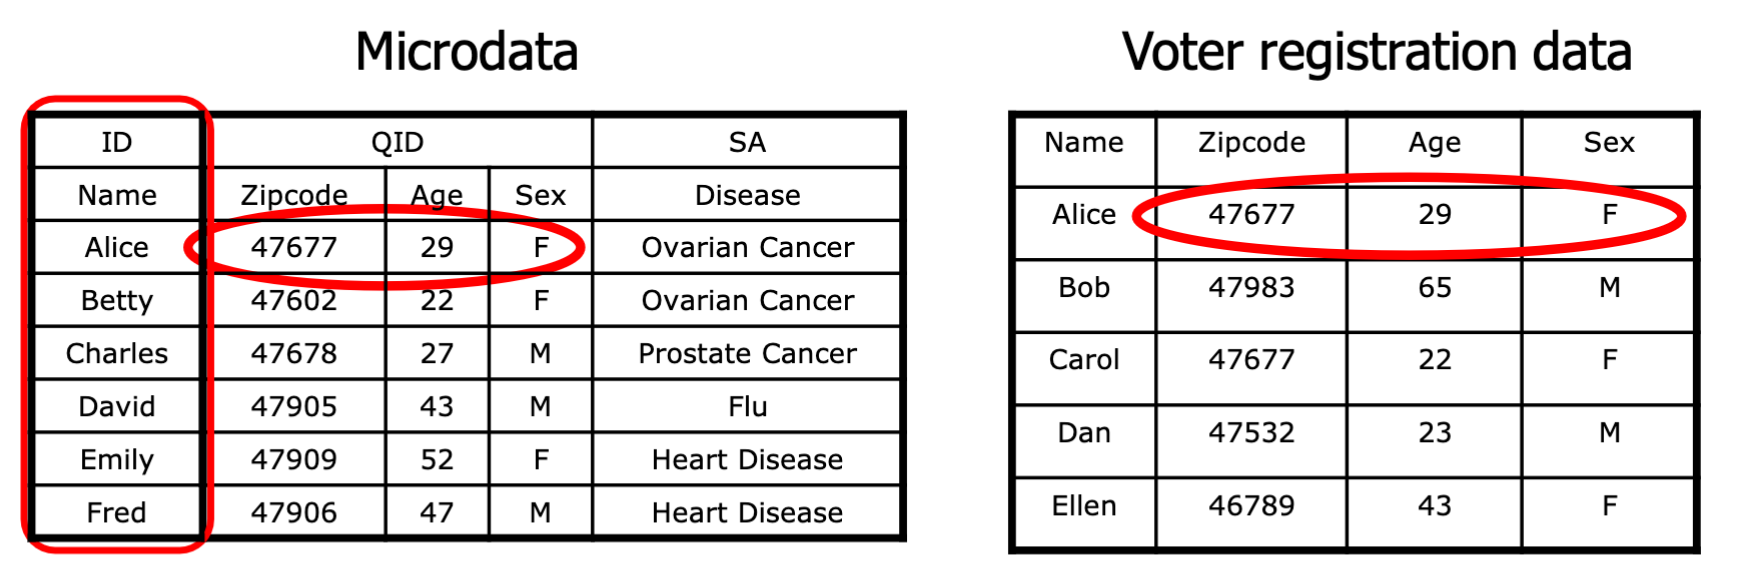 Microdata
ID QID SA
Name Zipcode Age Sex Disease
Alice 47677 29 F Ovarian Cancer
Betty 47602 22 F Ovarian Cancer
Charles 47678 27 M Prostate Cancer
David 47905 43 M Flu
Emily 47909 52 F Heart Disease
Fred 47906 47 M Heart Disease
Voter registration data
Name Zipcode Age Sex
Alice 47677 29 F
Bob 47983 65 M
Carol 47677 22 F
Dan 47532 23 M
Ellen 46789 43 F